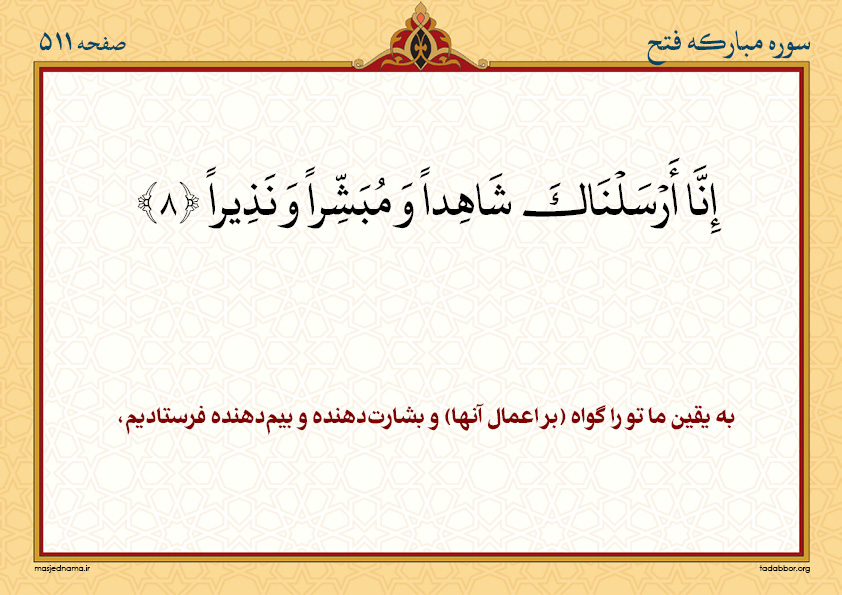 سوره مبارکه فتح
صفحه ۵۱۱
إِنَّا أَرْسَلْنَاكَ شَاهِداً وَ مُبَشِّراً وَ نَذِيراً ﴿۸﴾
به یقین ما تو را گواه (بر اعمال آنها) و بشارت‌دهنده و بیم‌دهنده فرستادیم،
masjednama.ir
tadabbor.org